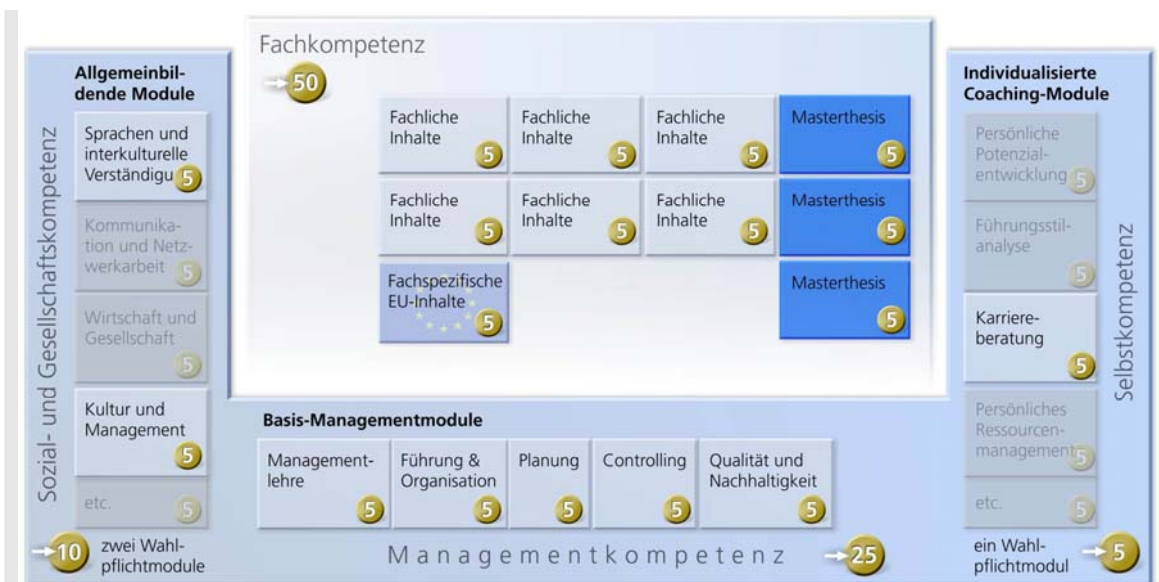 Fachkompetenz
50
Allgemeinbil-
dende Module
Sozial- und Gesellschaftskompetenz
Sprachen und
interkulturelle
Verständigu
5
Kommunika-
tion und Netz-
werkarbeit
5
Wirtschaft und
Gesellschaft
5
Kultur und
Management
5
etc.
5
10
zwei Wahl-
pflichtmodule
Fachliche
Inhalte
5
Fachliche
Inhalte
5
Fachliche
Inhalte
5
Masterthesis
5
Fachliche
Inhalte
5
Fachliche
Inhalte
5
Fachliche
Inhalte
5
Masterthesis
5
Fachspezifische
EU-Inhalte
5
Masterthesis
5
Basis-Managementmodule
Management-
lehre
5
Führung &
Organisation
5
Planung
5
Controlling
5
Qualität und
Nachhaltigkeit
5
Managementkompetenz
25
Individualisierte
Coaching-Module
Selbstkompetenz
Persönliche
Potenzial-
entwicklung
5
Führungsstil-
analyse
5
Karriere-
beratung
5
Persönliches
Ressourcen-
management
5
etc.
5
ein Wahl-
pflichtmodul
5